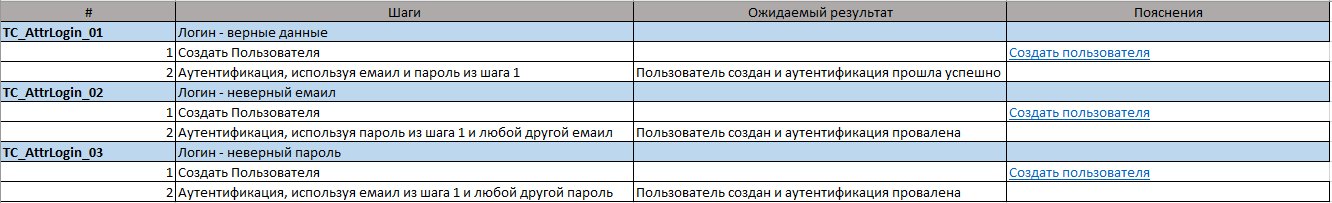 # Шаги Ожидаемый результат Пояснения
TC_AttrLogin_01 Логин - верные данные
1 Создать Пользователя Создать пользователя
2 Аутентификация, используя емаил и пароль из шага 1 Пользователь создан и аутентификация прошла успешно
TC_AttrLogin_02 Логин - неверный емаил
1 Создать Пользователя Создать пользователя
2 Аутентификация, используя пароль из шага 1 и любой другой емаил Пользователь создан и аутентификация провалена
TC_AttrLogin_03 Логин - неверный пароль
1 Создать Пользователя Создать пользователя
2 Аутентификация, используя емаил из шага 1 и любой другой пароль Пользователь создан и аутентификация провалена